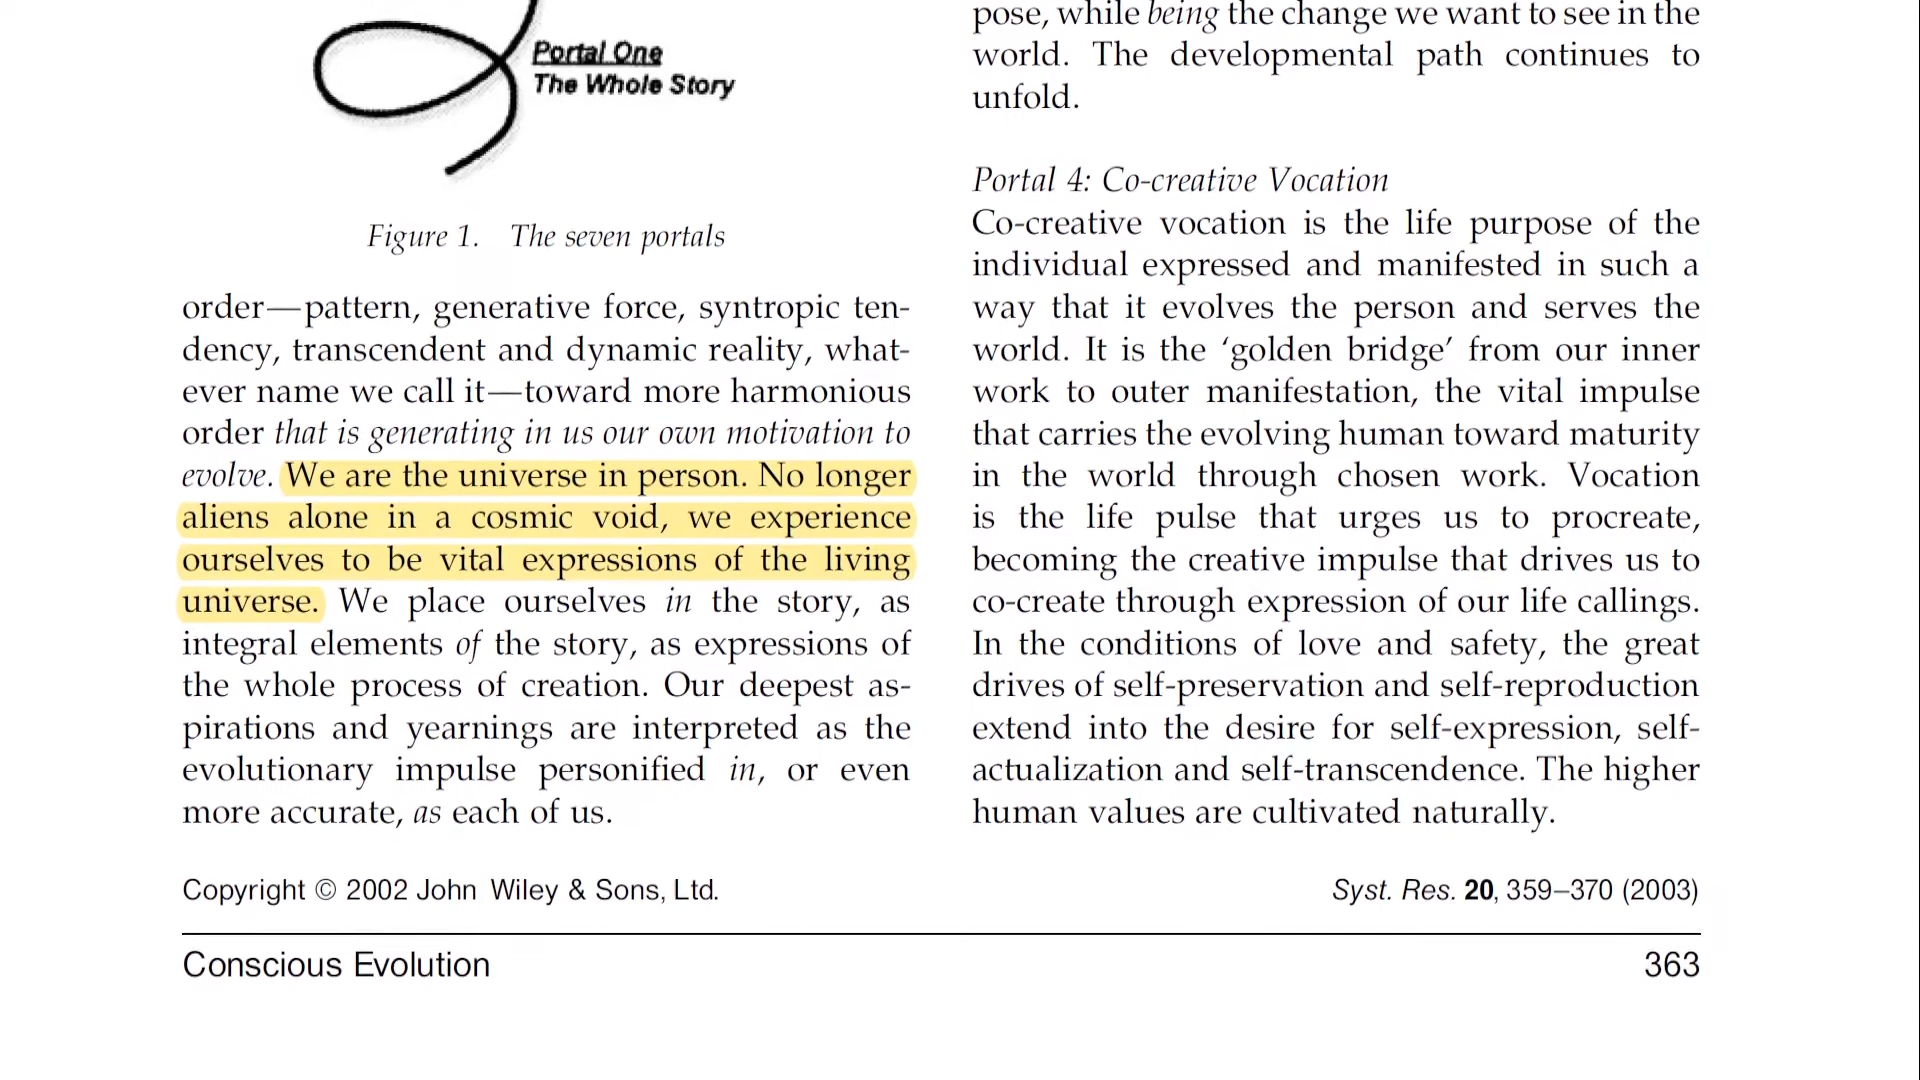 Portal One
The Whole Story
Figure 1. The seven portals
order—pattern, generative force, syntropic ten-
dency, transcendent and dynamic reality, what-
ever name we call it—toward more harmonious
order that is generating in us our own motivation to
evolve. We are the universe in person. No longer
aliens alone in a cosmic void, we experience
ourselves to be vital expressions of the living
universe. We place ourselves in the story, as
integral elements of the story, as expressions of
the whole process of creation. Our deepest as-
pirations and yearnings are interpreted as the
evolutionary impulse personified in, or even
more accurate, as each of us.
pose, while being the change we want to see in the
world. The developmental path continues to
unfold.
Portal 4: Co-creative Vocation
Co-creative vocation is the life purpose of the
individual expressed and manifested in such a
way that it evolves the person and serves the
world. It is the ‘golden bridge’ from our inner
work to outer manifestation, the vital impulse
that carries the evolving human toward maturity
in the world through chosen work. Vocation
is the life pulse that urges us to procreate,
becoming the creative impulse that drives us to
co-create through expression of our life callings.
In the conditions of love and safety, the great
drives of self-preservation and self-reproduction
extend into the desire for self-expression, self-
actualization and self-transcendence. The higher
human values are cultivated naturally.
Copyright © 2002 John Wiley & Sons, Ltd.
Syst. Res. 20, 359–370 (2003)
Conscious Evolution
363